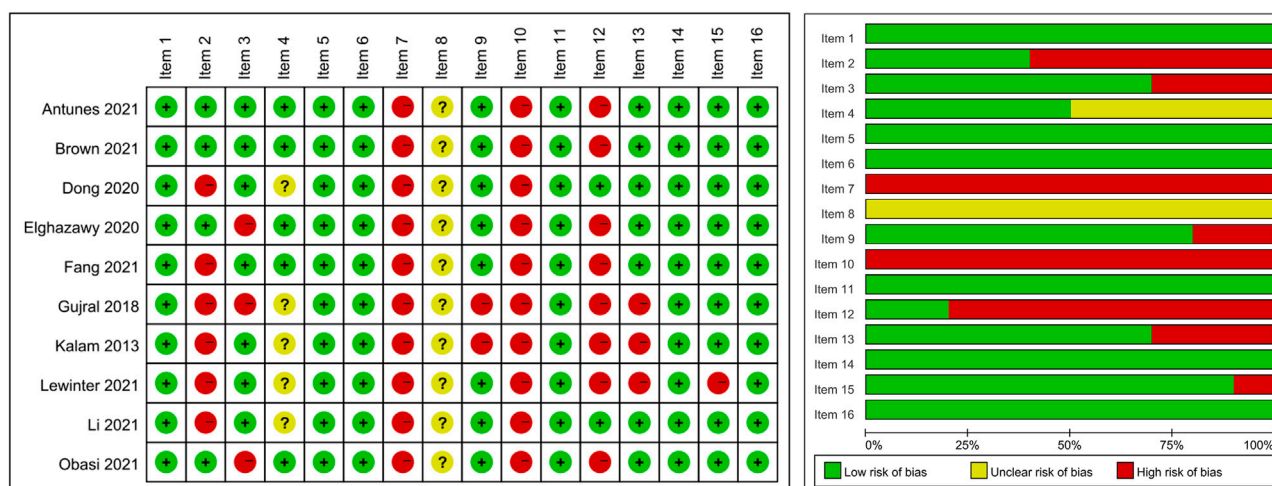 Item 1 Item 2 Item 3 Item 4 Item 5 Item 6 Item 7 Item 8 Item 9 Item 10 Item 11 Item 12 Item 13 Item 14 Item 15 Item 16
Antunes 2021 + + + + + + - ? + - + - + + + +
Brown 2021 + + + + + + - ? + - + - + + + +
Dong 2020 + - + ? + + - ? + - + + + + + +
Elghazawy 2020 + + - + + + - ? + - + - + + + +
Fang 2021 + - + + + + - ? + - + - + + + +
Gujral 2018 + - - ? + + - ? - - + - - + + +
Kalam 2013 + - + ? + + - ? - - + - - + + +
Lewinter 2021 + - + ? + + - ? + - + - - + - +
Li 2021 + - + ? + + - ? + - + + + + + +
Obasi 2021 + + - + + + - ? + - + - + + + +
Item 1
Item 2
Item 3
Item 4
Item 5
Item 6
Item 7
Item 8
Item 9
Item 10
Item 11
Item 12
Item 13
Item 14
Item 15
Item 16
0% 25% 50% 75% 100%
Low risk of bias Unclear risk of bias High risk of bias